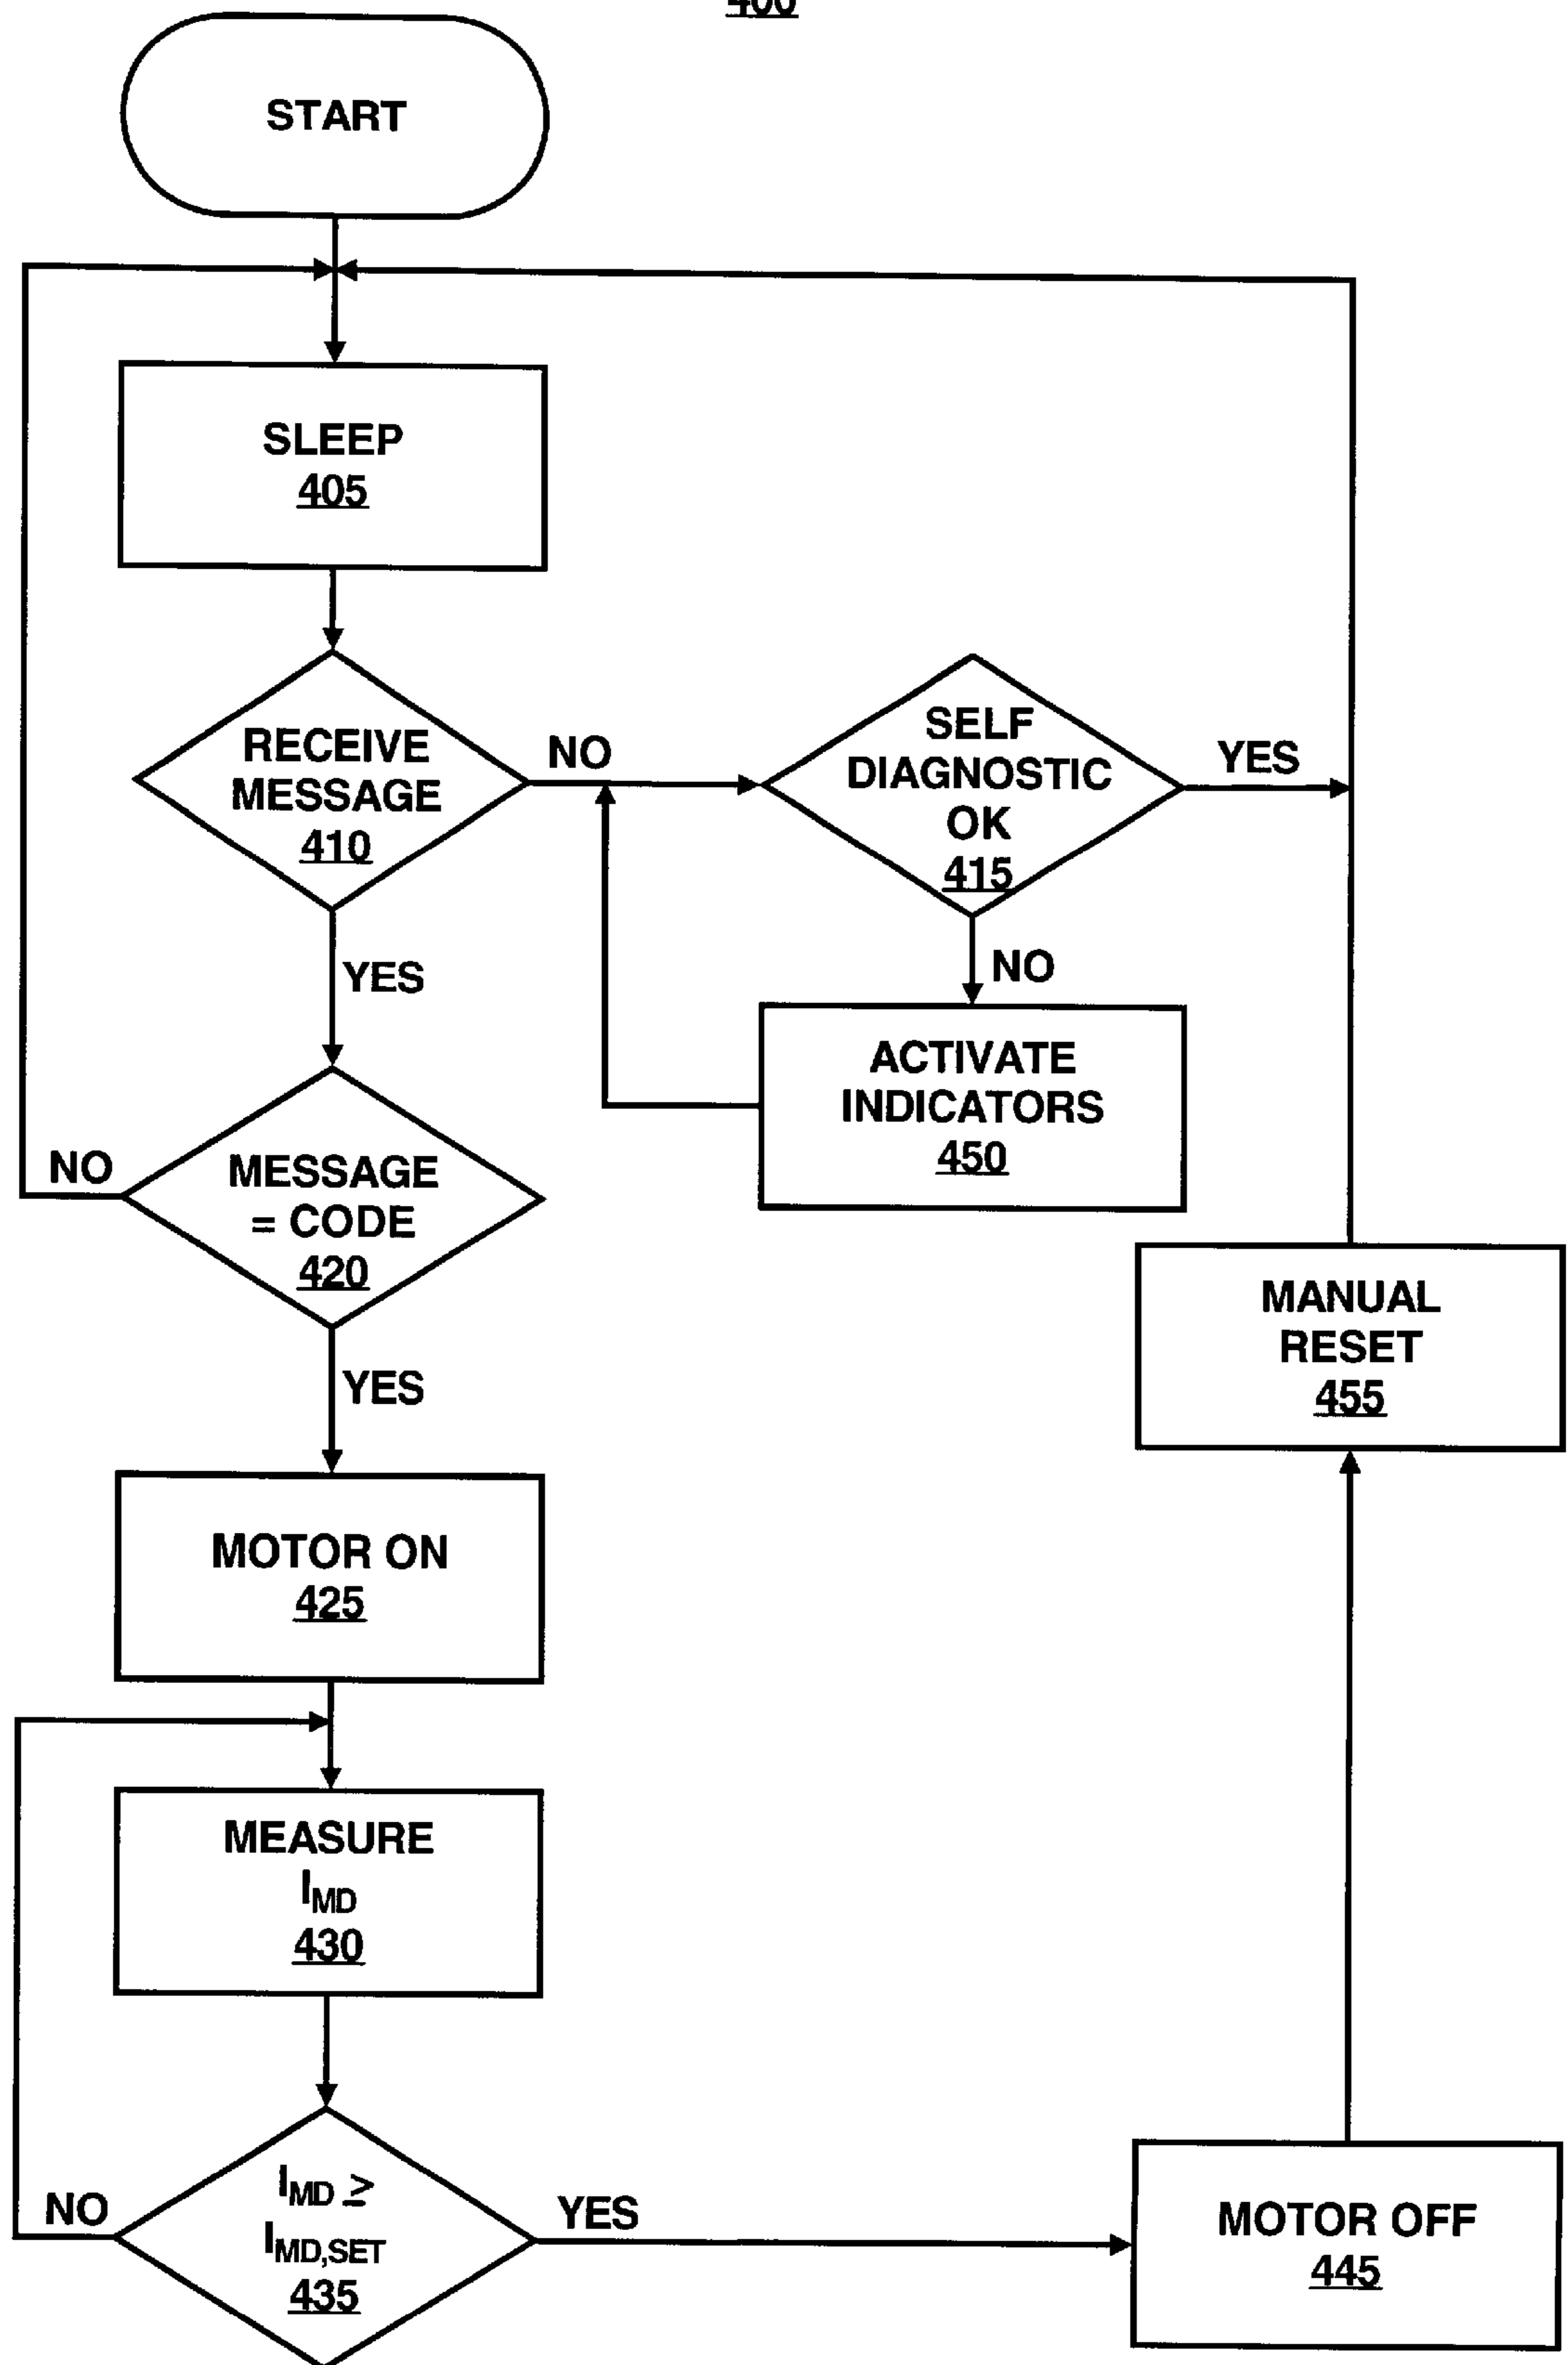 400
START
SLEEP
405
RECEIVE
MESSAGE
410
NO
SELF
DIAGNOSTIC
OK
415
YES
YES
NO
ACTIVATE
INDICATORS
450
NO
MESSAGE
= CODE
420
MANUAL
RESET
455
YES
MOTOR ON
425
MEASURE
I_MD
430
NO
I_MD ≥
I_MD,SET
435
YES
MOTOR OFF
445